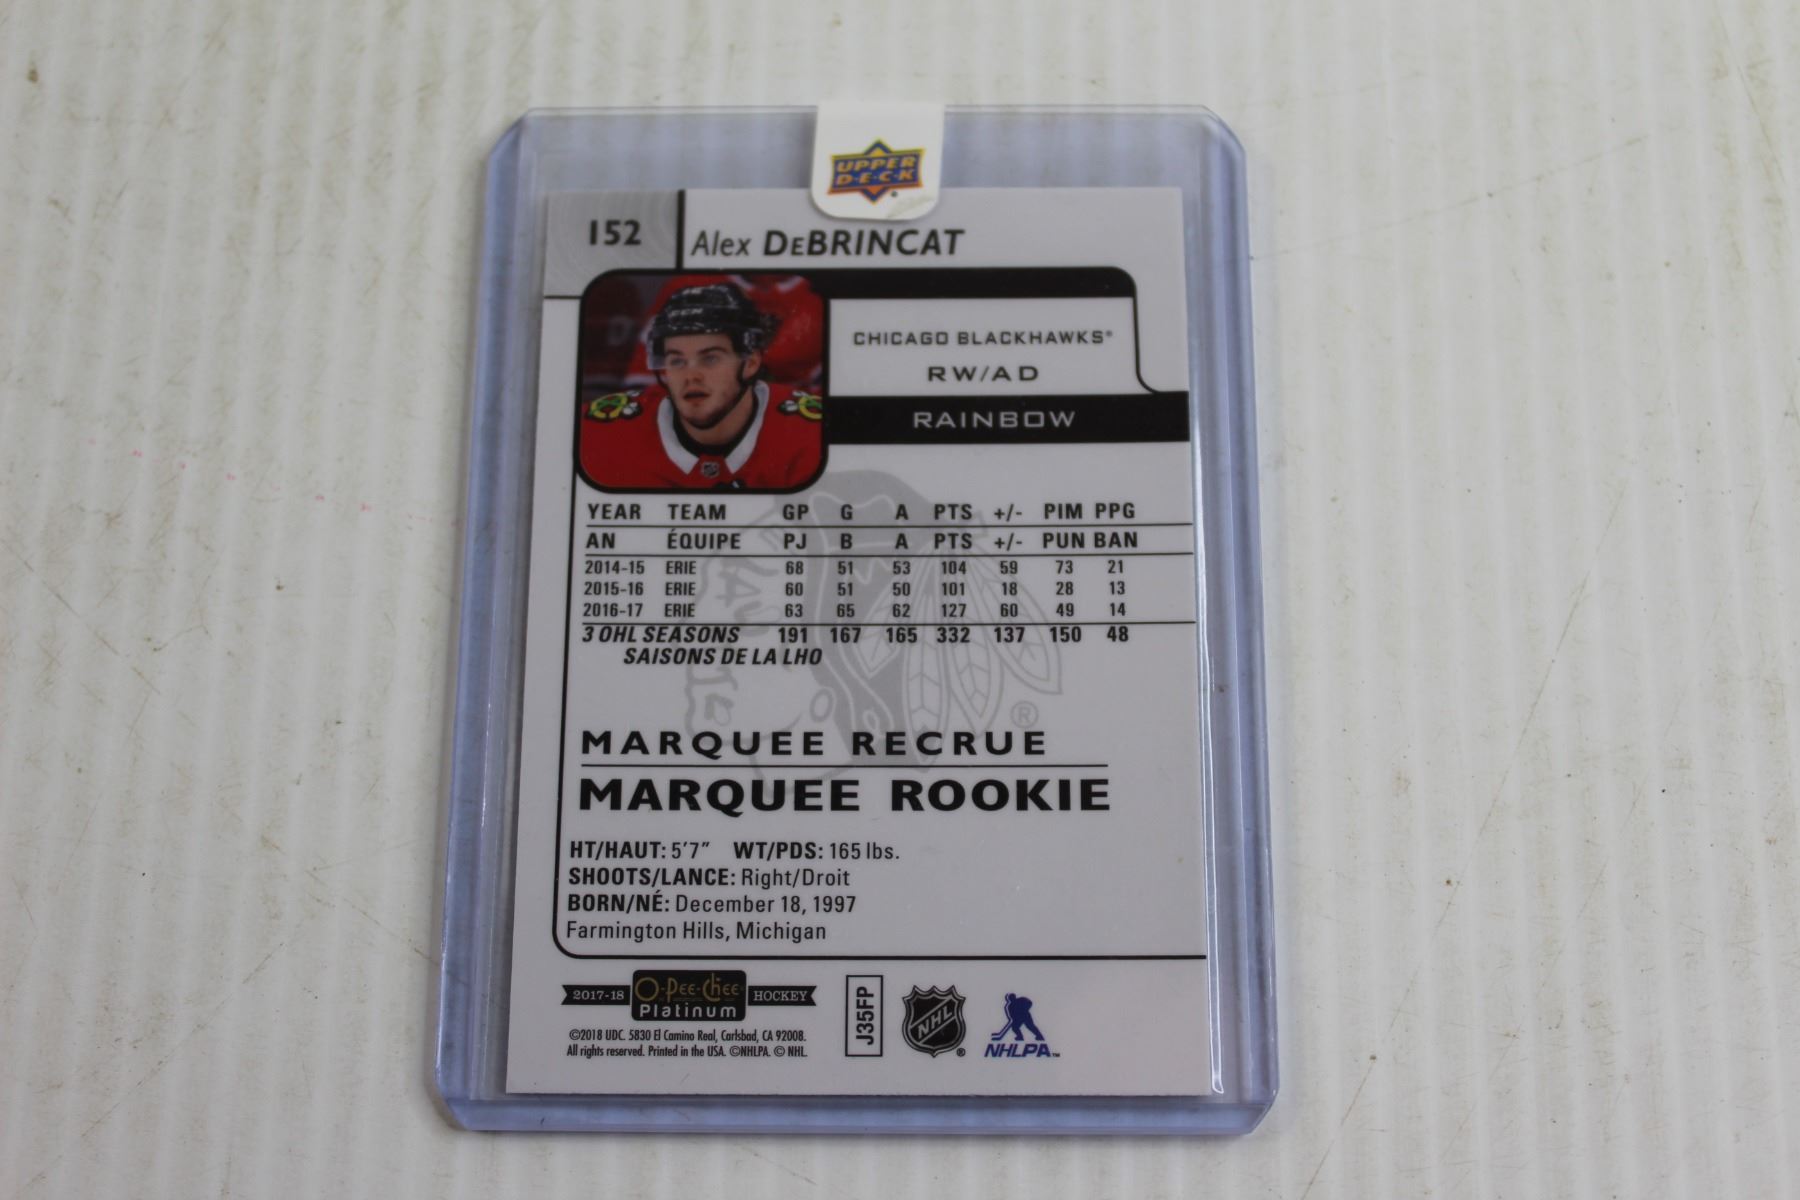 UPPER
D·E·C·K
152
Alex DeBRINCAT
CCM
CHICAGO BLACKHAWKS®
RW/AD
RAINBOW
YEAR TEAM GP G A PTS +/- PIM PPG
AN ÉQUIPE PJ B A PTS +/- PUN BAN
2014-15 ERIE 68 51 53 104 59 73 21
2015-16 ERIE 60 51 50 101 18 28 13
2016-17 ERIE 63 65 62 127 60 49 14
3 OHL SEASONS 191 167 165 332 137 150 48
SAISONS DE LA LHO
®
MARQUEE RECRUE
MARQUEE ROOKIE
HT/HAUT: 5'7" WT/PDS: 165 lbs.
SHOOTS/LANCE: Right/Droit
BORN/NÉ: December 18, 1997
Farmington Hills, Michigan
2017-18 O-Pee-Chee Platinum HOCKEY
©2018 UDC. 5830 El Camino Real, Carlsbad, CA 92008.
All rights reserved. Printed in the USA. ©NHLPA. © NHL.
J35FP
NHL ®
NHLPA™